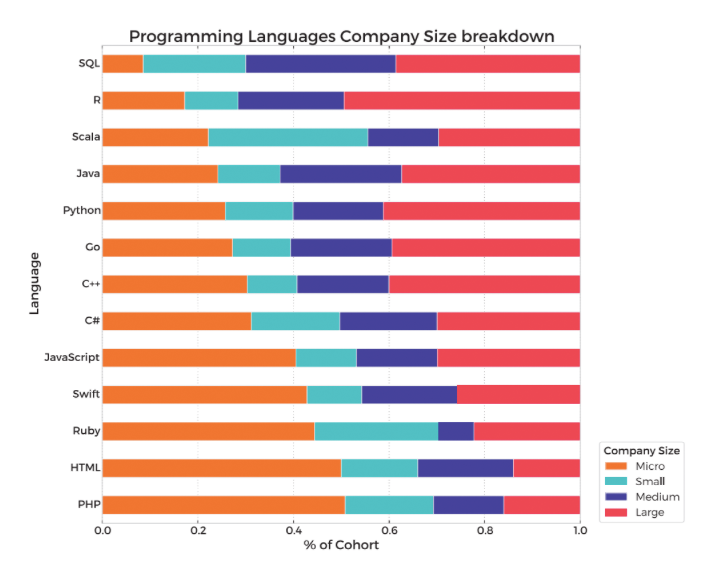 Programming Languages Company Size breakdown
SQL
R
Scala
Java
Python
Go
C++
C#
JavaScript
Swift
Ruby
HTML
PHP
Language
0.0 0.2 0.4 0.6 0.8 1.0
% of Cohort
Company Size
Micro
Small
Medium
Large